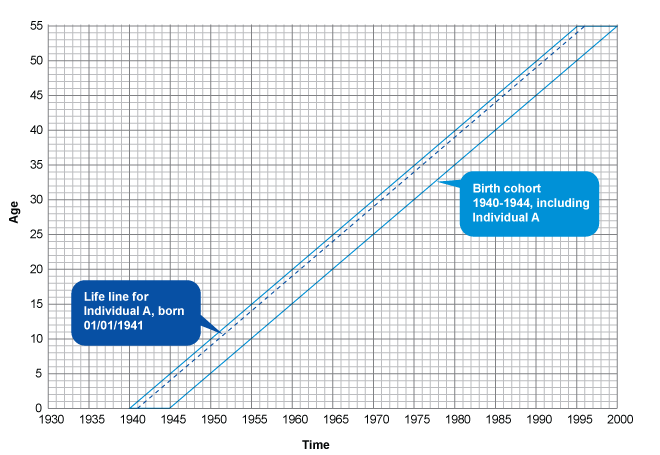 55
50
45
40
35
30
25
20
15
10
5
0
Age
Birth cohort
1940-1944, including
Individual A
Life line for
Individual A, born
01/01/1941
1930 1935 1940 1945 1950 1955 1960 1965 1970 1975 1978 1980 1985 1990 1995 2000
Time